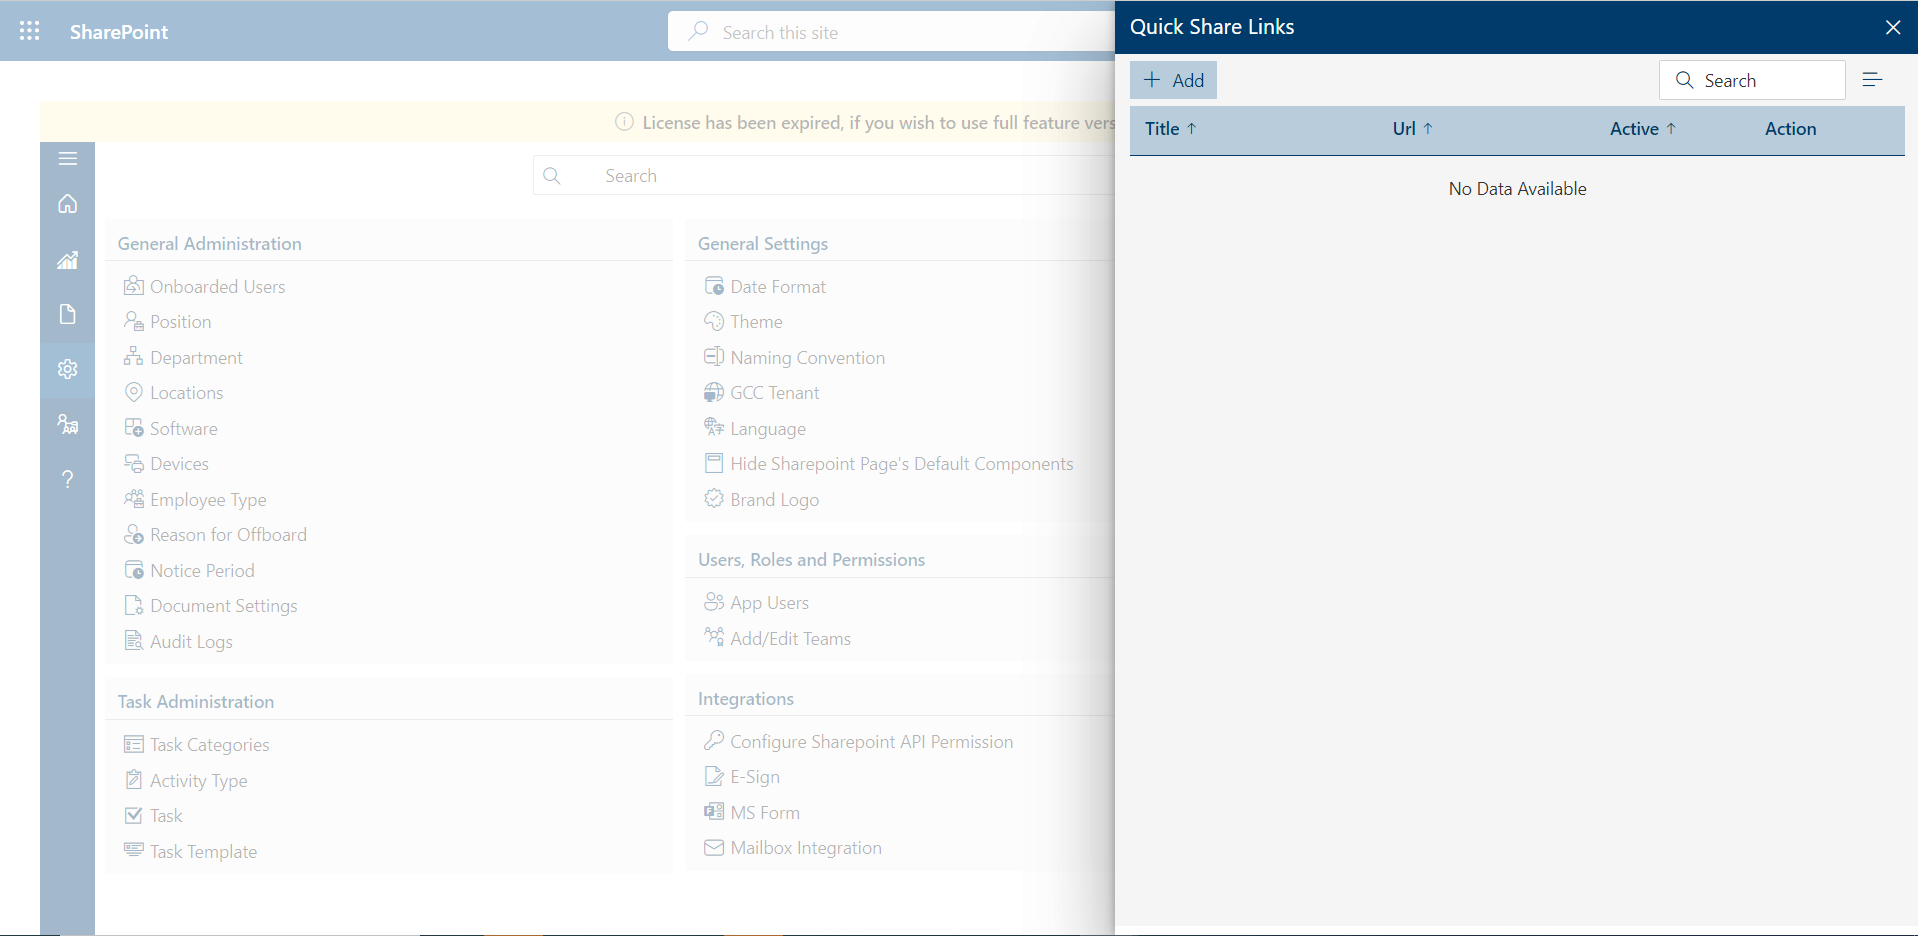 SharePoint
Search this site
Quick Share Links
Add
Search
Title ↑ Url ↑ Active ↑ Action
No Data Available
License has been expired, if you wish to use full feature
Search
General Administration
Onboarded Users
Position
Department
Locations
Software
Devices
Employee Type
Reason for Offboard
Notice Period
Document Settings
Audit Logs
Task Administration
Task Categories
Activity Type
Task
Task Template
General Settings
Date Format
Theme
Naming Convention
GCC Tenant
Language
Hide Sharepoint Page's Default Components
Brand Logo
Users, Roles and Permissions
App Users
Add/Edit Teams
Integrations
Configure Sharepoint API Permission
E-Sign
MS Form
Mailbox Integration